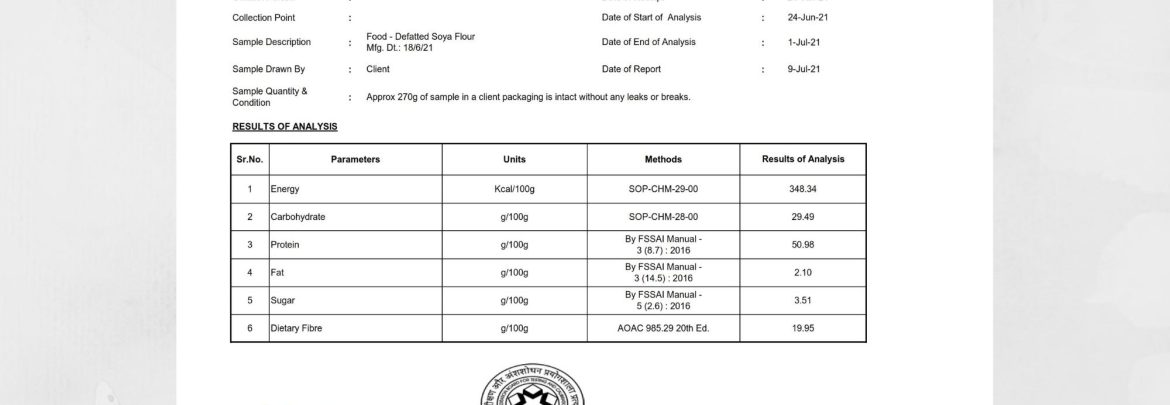 Collection Point :
Date of Start of Analysis : 24-Jun-21
Sample Description : Food - Defatted Soya Flour
Mfg. Dt.: 18/6/21
Date of End of Analysis : 1-Jul-21
Sample Drawn By : Client
Date of Report : 9-Jul-21
Sample Quantity &
Condition : Approx 270g of sample in a client packaging is intact without any leaks or breaks.
RESULTS OF ANALYSIS
Sr.No. Parameters Units Methods Results of Analysis
1 Energy Kcal/100g SOP-CHM-29-00 348.34
2 Carbohydrate g/100g SOP-CHM-28-00 29.49
3 Protein g/100g By FSSAI Manual -
3 (8.7) : 2016 50.98
4 Fat g/100g By FSSAI Manual -
3 (14.5) : 2016 2.10
5 Sugar g/100g By FSSAI Manual -
5 (2.6) : 2016 3.51
6 Dietary Fibre g/100g AOAC 985.29 20th Ed. 19.95